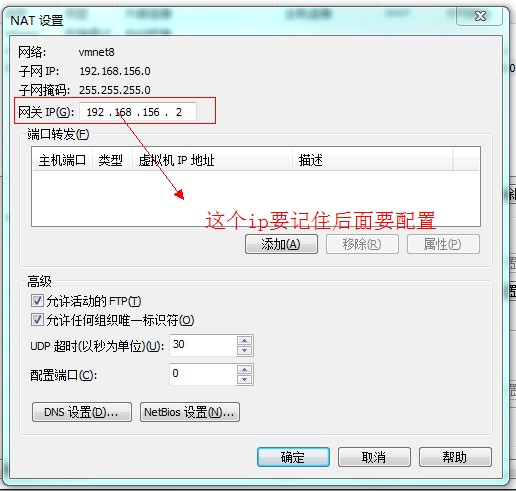 NAT 设置
网络: vmnet8
子网 IP: 192.168.156.0
子网掩码: 255.255.255.0
网关 IP(G): 192 .168 .156 . 2
端口转发(F)
主机端口 类型 虚拟机 IP 地址 描述
这个ip要记住后面要配置
添加(A) 移除(R) 属性(P)
高级
允许活动的 FTP(T)
允许任何组织唯一标识符(O)
UDP 超时(以秒为单位)(U): 30
配置端口(C): 0
DNS 设置(D)... NetBios 设置(N)...
确定 取消 帮助